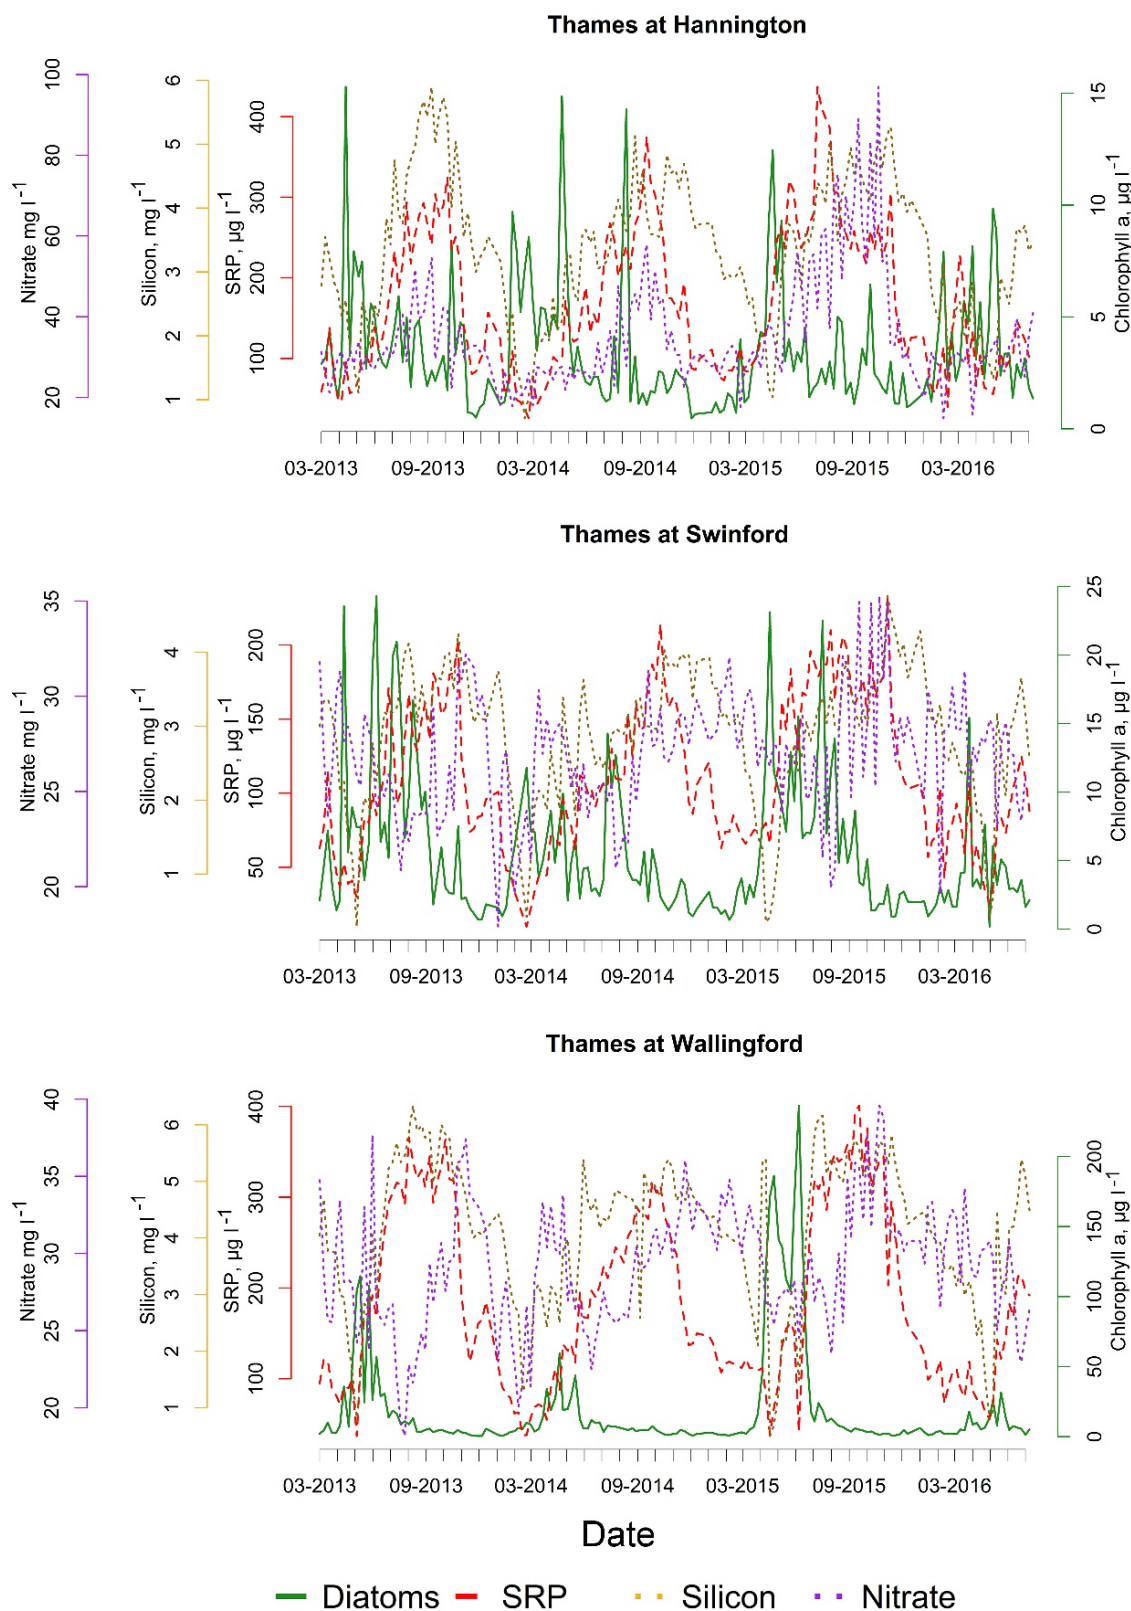 Thames at Hannington
Nitrate mg l⁻¹
20 40 60 80 100
Silicon, mg l⁻¹
1 2 3 4 5 6
SRP, µg l⁻¹
100 200 300 400
Chlorophyll a, µg l⁻¹
0 5 10 15
03-2013 09-2013 03-2014 09-2014 03-2015 09-2015 03-2016
Thames at Swinford
Nitrate mg l⁻¹
20 25 30 35
Silicon, mg l⁻¹
1 2 3 4
SRP, µg l⁻¹
50 100 150 200
Chlorophyll a, µg l⁻¹
0 5 10 15 20 25
03-2013 09-2013 03-2014 09-2014 03-2015 09-2015 03-2016
Thames at Wallingford
Nitrate mg l⁻¹
20 25 30 35 40
Silicon, mg l⁻¹
1 2 3 4 5 6
SRP, µg l⁻¹
100 200 300 400
Chlorophyll a, µg l⁻¹
0 50 100 150 200
03-2013 09-2013 03-2014 09-2014 03-2015 09-2015 03-2016
Date
Diatoms SRP Silicon Nitrate